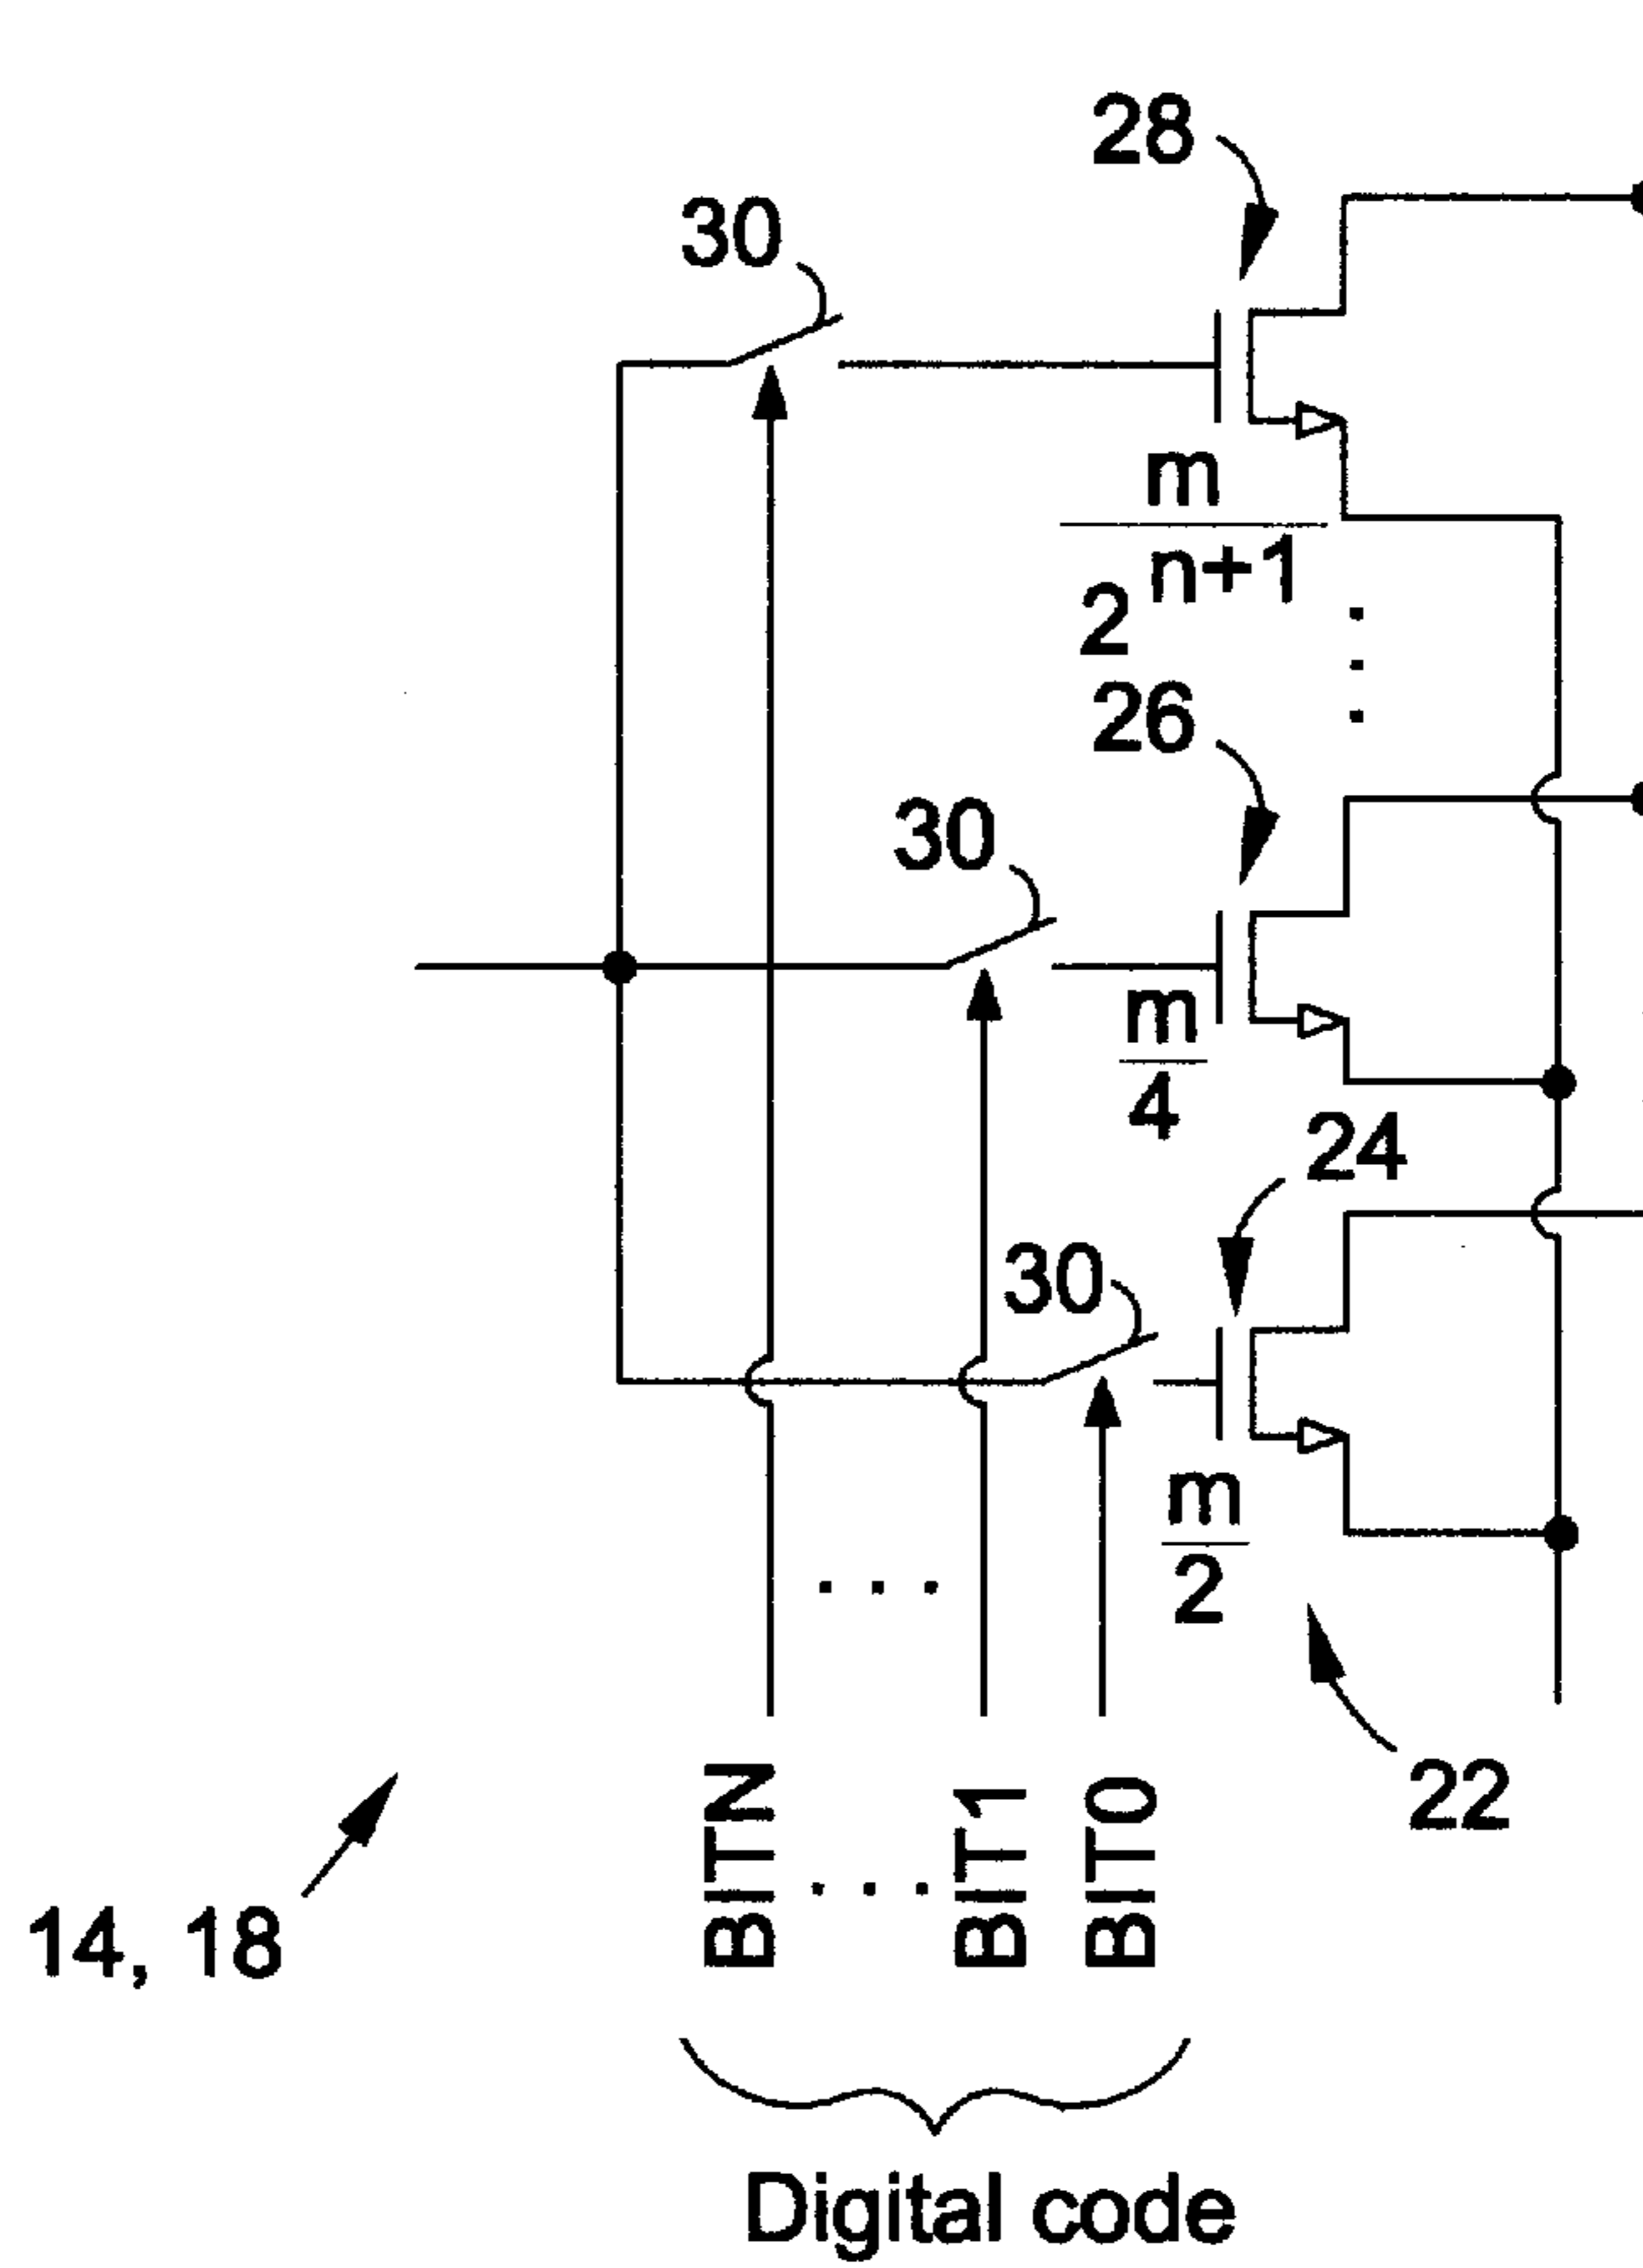 28
30
m
n+1
2
26
30
m
4
24
30
m
2
. . .
22
BITN . . . BIT1 BIT0
14, 18
Digital code